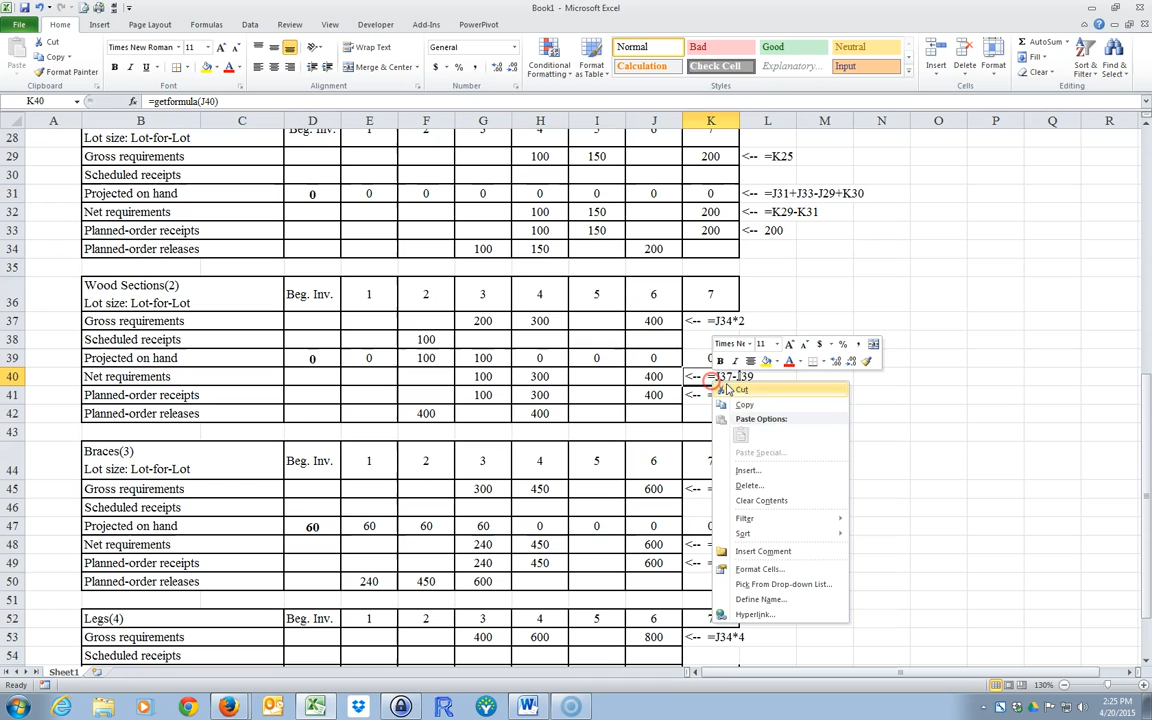 Book1 - Microsoft Excel
File Home Insert Page Layout Formulas Data Review View Developer Add-Ins PowerPivot
Cut
Copy
Format Painter
Paste
Clipboard
Times New Roman 11
B I U
Font
Wrap Text
Merge & Center
Alignment
General
$ % ,
Number
Conditional Formatting
Format as Table
Normal Bad Good Neutral
Calculation Check Cell Explanatory... Input
Styles
Insert Delete Format
Cells
AutoSum
Fill
Clear
Sort & Filter
Find & Select
Editing
K40 fx =getformula(J40)
A B C D E F G H I J K L M N O P Q R
28 Lot size: Lot-for-Lot Beg. Inv. 1 2 3 4 5 6 7
29 Gross requirements 100 150 200 <-- =K25
30 Scheduled receipts
31 Projected on hand 0 0 0 0 0 0 0 0 <-- =J31+J33-J29+K30
32 Net requirements 100 150 200 <-- =K29-K31
33 Planned-order receipts 100 150 200 <-- 200
34 Planned-order releases 100 150 200
35
36 Wood Sections(2)
Lot size: Lot-for-Lot Beg. Inv. 1 2 3 4 5 6 7
37 Gross requirements 200 300 400 <-- =J34*2
38 Scheduled receipts 100
39 Projected on hand 0 0 100 100 0 0 0 0
40 Net requirements 100 300 400 <-- =J37-J39
41 Planned-order receipts 100 300 400 <-- =
42 Planned-order releases 400 400
43
44 Braces(3)
Lot size: Lot-for-Lot Beg. Inv. 1 2 3 4 5 6 7
45 Gross requirements 300 450 600 <-- =
46 Scheduled receipts
47 Projected on hand 60 60 60 60 0 0 0 0
48 Net requirements 240 450 600 <-- =
49 Planned-order receipts 240 450 600 <-- =
50 Planned-order releases 240 450 600
51
52 Legs(4) Beg. Inv. 1 2 3 4 5 6 7
53 Gross requirements 400 600 800 <-- =J34*4
54 Scheduled receipts
Times Ne 11 A A $ % ,
B I A
Cut
Copy
Paste Options:
Paste Special...
Insert...
Delete...
Clear Contents
Filter
Sort
Insert Comment
Format Cells...
Pick From Drop-down List...
Define Name...
Hyperlink...
Sheet1
Ready
130%
2:25 PM
4/20/2015